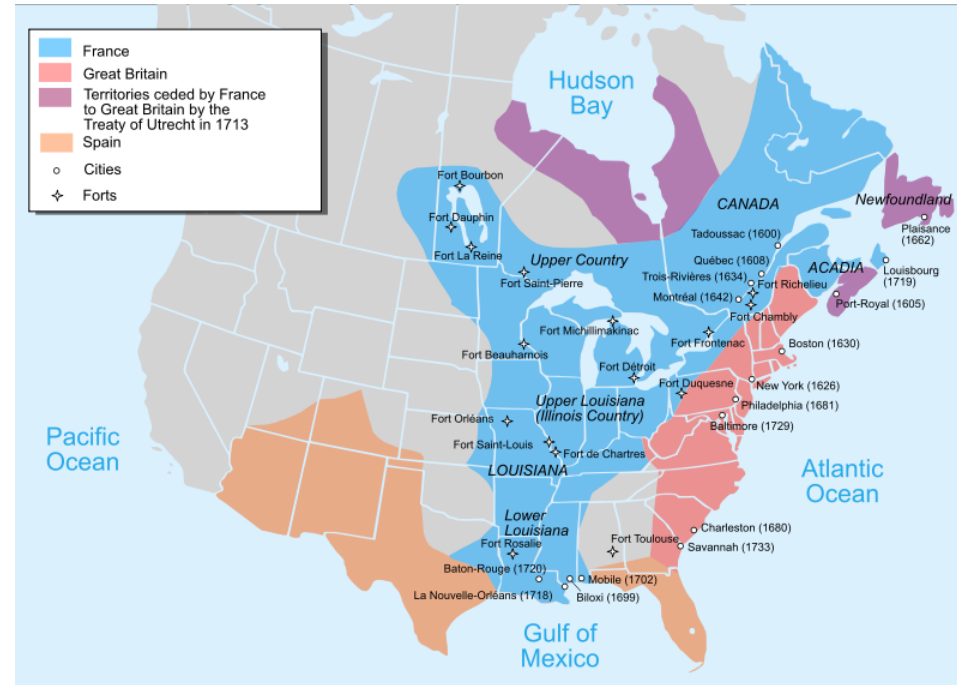 France
Great Britain
Territories ceded by France
to Great Britain by the
Treaty of Utrecht in 1713
Spain
Cities
Forts
Hudson
Bay
Fort Bourbon
Fort Dauphin
Fort La Reine
CANADA
Newfoundland
Plaisance
(1662)
Tadoussac (1600)
Upper Country
Québec (1608)
ACADIA
Louisbourg
(1719)
Trois-Rivières (1634)
Fort Richelieu
Fort Saint-Pierre
Montréal (1642)
Port-Royal (1605)
Fort Chambly
Fort Michillimakinac
Fort Frontenac
Boston (1630)
Fort Beauharnois
Fort Détroit
Fort Duquesne
New York (1626)
Upper Louisiana
(Illinois Country)
Philadelphia (1681)
Fort Orléans
Baltimore (1729)
Pacific
Ocean
Fort Saint-Louis
Fort de Chartres
LOUISIANA
Atlantic
Ocean
Lower
Louisiana
Charleston (1680)
Fort Rosalie
Fort Toulouse
Savannah (1733)
Baton-Rouge (1720)
Mobile (1702)
La Nouvelle-Orléans (1718)
Biloxi (1699)
Gulf of
Mexico